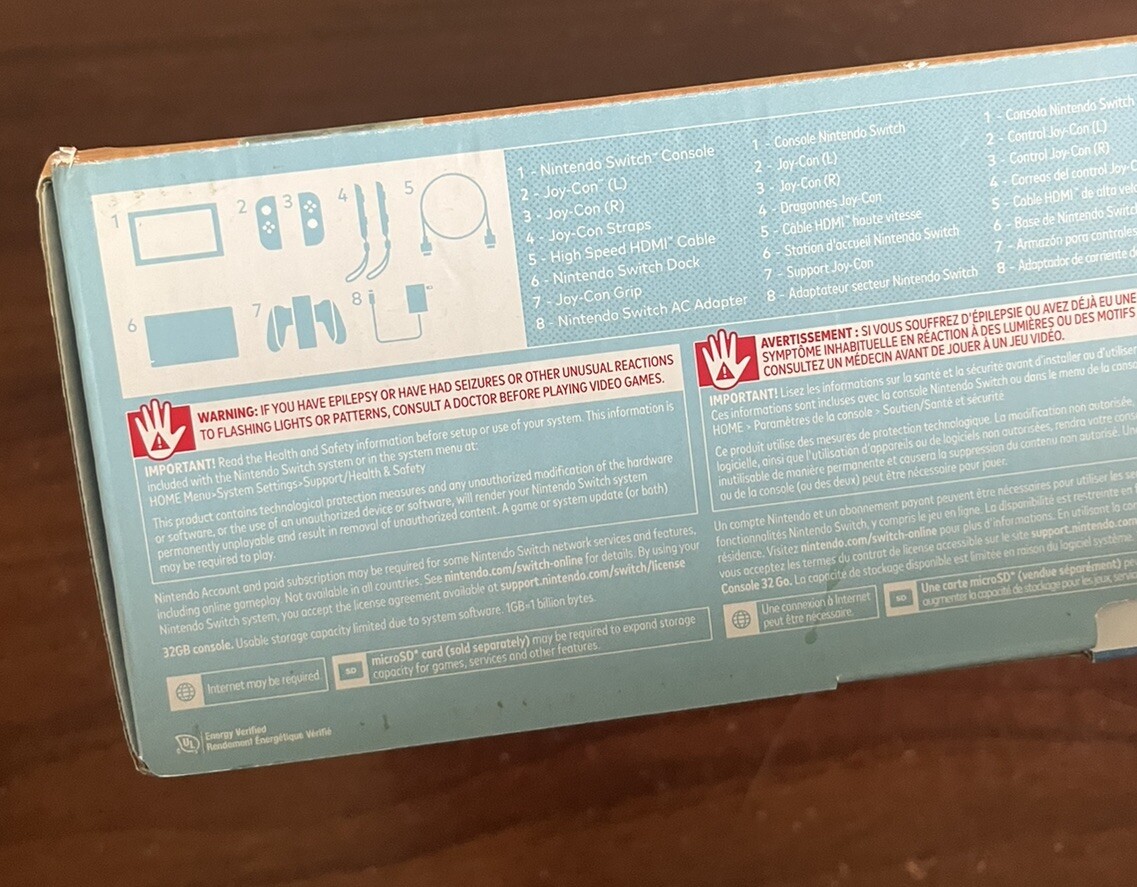 1
2
3
4
5
6
7
8
1 - Nintendo Switch™ Console
2 - Joy-Con™ (L)
3 - Joy-Con (R)
4 - Joy-Con Straps
5 - High Speed HDMI™ Cable
6 - Nintendo Switch Dock
7 - Joy-Con Grip
8 - Nintendo Switch AC Adapter
1 - Console Nintendo Switch
2 - Joy-Con (L)
3 - Joy-Con (R)
4 - Dragonnes Joy-Con
5 - Câble HDMI™ haute vitesse
6 - Station d'accueil Nintendo Switch
7 - Support Joy-Con
8 - Adaptateur secteur Nintendo Switch
1 - Consola Nintendo Switch
2 - Control Joy-Con (L)
3 - Control Joy-Con (R)
4 - Correas del control
5 - Cable HDMI™ de alta
6 - Base de Nintendo
7 - Armazón para controles
8 - Adaptador de corriente
WARNING: IF YOU HAVE EPILEPSY OR HAVE HAD SEIZURES OR OTHER UNUSUAL REACTIONS
TO FLASHING LIGHTS OR PATTERNS, CONSULT A DOCTOR BEFORE PLAYING VIDEO GAMES.
IMPORTANT! Read the Health and Safety information before setup or use of your system. This information is
included with the Nintendo Switch system or in the system menu at:
HOME Menu>System Settings>Support/Health & Safety
This product contains technological protection measures and any unauthorized modification of the hardware
or software, or the use of an unauthorized device or software, will render your Nintendo Switch system
permanently unplayable and result in removal of unauthorized content. A game or system update (or both)
may be required to play.
Nintendo Account and paid subscription may be required for some Nintendo Switch network services and features,
including online gameplay. Not available in all countries. See nintendo.com/switch-online for details. By using your
Nintendo Switch system, you accept the license agreement available at support.nintendo.com/switch/license
32GB console. Usable storage capacity limited due to system software. 1GB=1 billion bytes.
Internet may be required.
SD
microSD* card (sold separately) may be required to expand storage
capacity for games, services and other features.
UL
Energy Verified
Rendement Énergétique Vérifié
AVERTISSEMENT : SI VOUS SOUFFREZ D'ÉPILEPSIE OU AVEZ DÉJÀ EU UNE
SYMPTÔME INHABITUELLE EN RÉACTION À DES LUMIÈRES OU DES MOTIFS
CONSULTEZ UN MÉDECIN AVANT DE JOUER À UN JEU VIDÉO.
IMPORTANT! Lisez les informations sur la santé et la sécurité avant d'installer ou d'utiliser
Ces informations sont incluses avec la console Nintendo Switch ou dans le menu de la
HOME > Paramètres de la console > Soutien/Santé et sécurité
Ce produit utilise des mesures de protection technologique. La modification non autorisée,
logicielle, ainsi que l'utilisation d'appareils ou de logiciels non autorisées, rendra votre
inutilisable de manière permanente et causera la suppression du contenu non autorisé.
ou de la console (ou des deux) peut être nécessaire pour jouer.
Un compte Nintendo et un abonnement payant peuvent être nécessaires pour utiliser les
fonctionnalités Nintendo Switch, y compris le jeu en ligne. La disponibilité est restreinte en
résidence. Visitez nintendo.com/switch-online pour plus d'informations. En utilisant la
vous acceptez les termes du contrat de license accessible sur le site support.nintendo.com
Console 32 Go. La capacité de stockage disponible est limitée en raison du logiciel système.
Une connexion à Internet
peut être nécessaire.
SD
Une carte microSD* (vendue séparément)
augmenter la capacité de stockage pour les jeux,